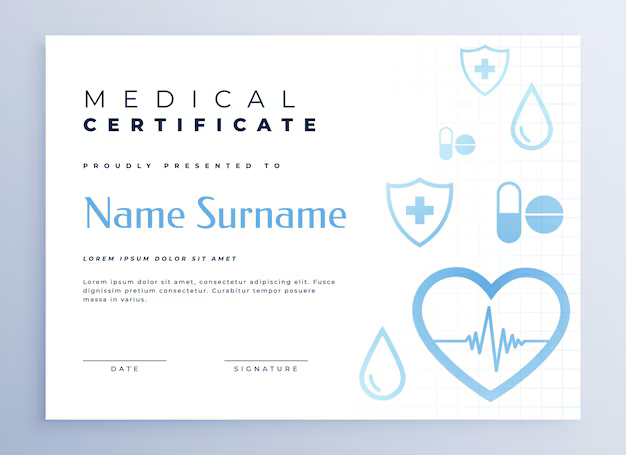 MEDICAL
CERTIFICATE
PROUDLY PRESENTED TO
Name Surname
LOREM IPSUM DOLOR SIT AMET
Lorem ipsum dolor sit amet, consectetur adipiscing elit. Fusce
dignissim pretium consectetur. Curabitur tempor posuere
massa in varius.
DATE
SIGNATURE